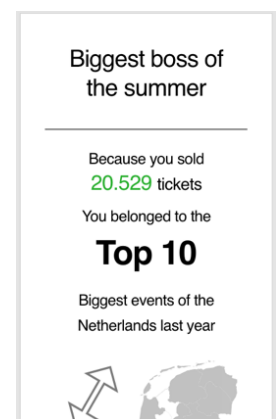 Biggest boss of
the summer
Because you sold
20.529 tickets
You belonged to the
Top 10
Biggest events of the
Netherlands last year